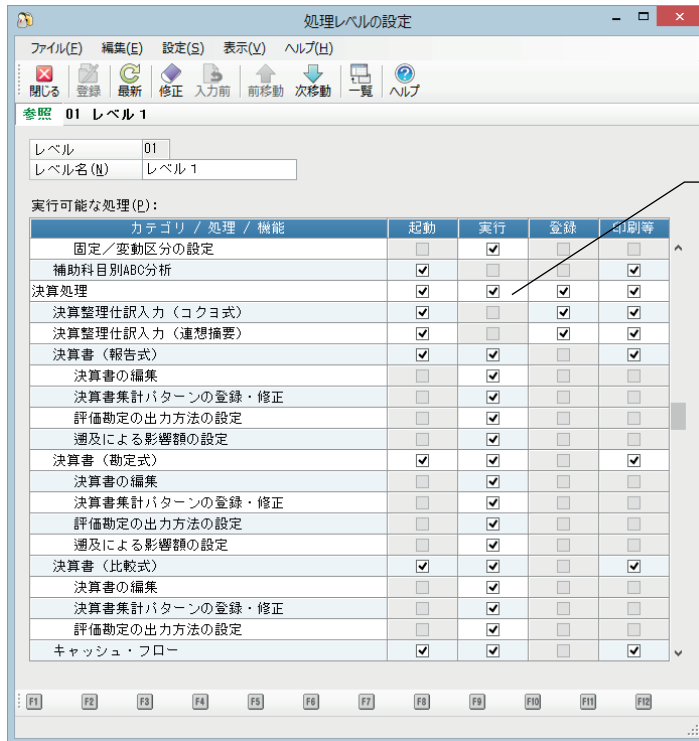 処理レベルの設定
ファイル(F) 編集(E) 設定(S) 表示(V) ヘルプ(H)
閉じる 登録 最新 修正 入力前 前移動 次移動 一覧 ヘルプ
参照 01 レベル1
レベル 01
レベル名(N) レベル1
実行可能な処理(P):
カテゴリ / 処理 / 機能 起動 実行 登録 印刷等
固定/変動区分の設定
補助科目別ABC分析
決算処理
決算整理仕訳入力(コクヨ式)
決算整理仕訳入力(連想摘要)
決算書(報告式)
決算書の編集
決算書集計パターンの登録・修正
評価勘定の出力方法の設定
遡及による影響額の設定
決算書(勘定式)
決算書の編集
決算書集計パターンの登録・修正
評価勘定の出力方法の設定
遡及による影響額の設定
決算書(比較式)
決算書の編集
決算書集計パターンの登録・修正
評価勘定の出力方法の設定
キャッシュ・フロー
F1 F2 F3 F4 F5 F6 F7 F8 F9 F10 F11 F12